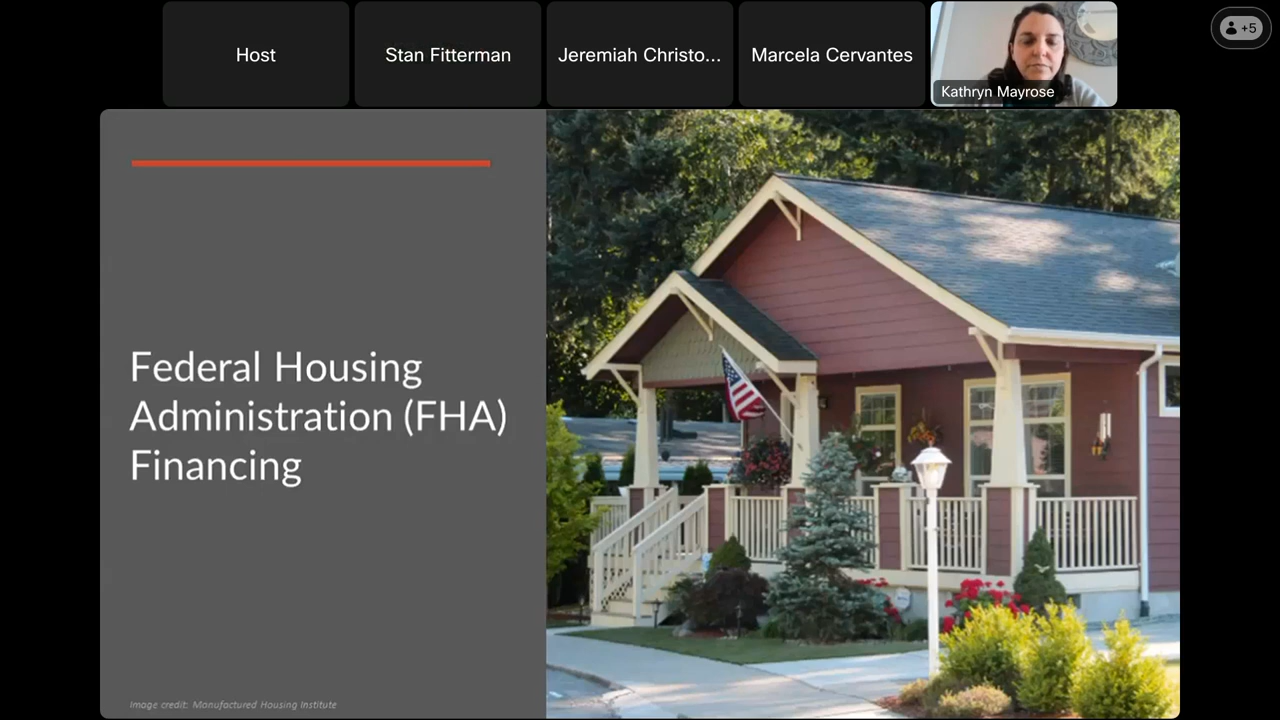 Host
Stan Fitterman
Jeremiah Christo...
Marcela Cervantes
Kathryn Mayrose
+5
Federal Housing
Administration (FHA)
Financing
Image credit: Manufactured Housing Institute